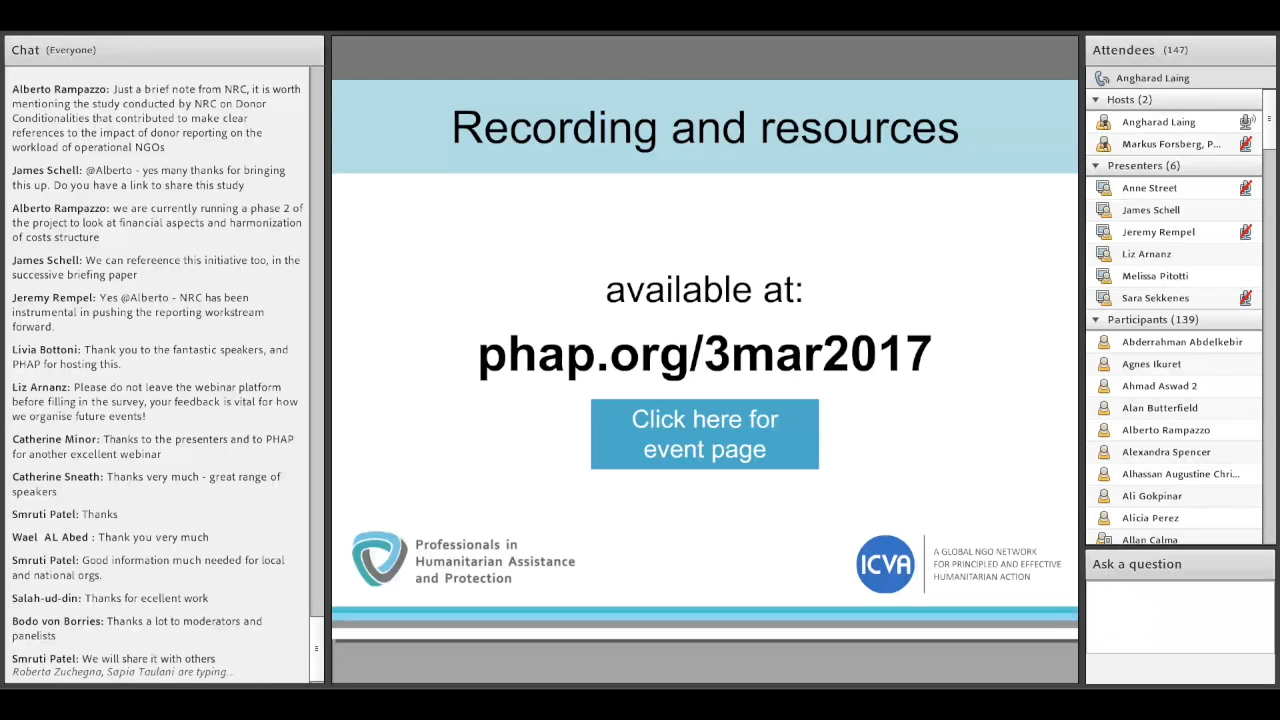 Chat (Everyone)
Alberto Rampazzo: Just a brief note from NRC, it is worth
mentioning the study conducted by NRC on Donor
Conditionalities that contributed to make clear
references to the impact of donor reporting on the
workload of operational NGOs
James Schell: @Alberto - yes many thanks for bringing
this up. Do you have a link to share this study
Alberto Rampazzo: we are currently running a phase 2 of
the project to look at financial aspects and harmonization
of costs structure
James Schell: We can refereence this initiative too, in the
successive briefing paper
Jeremy Rempel: Yes @Alberto - NRC has been
instrumental in pushing the reporting workstream
forward.
Livia Bottoni: Thank you to the fantastic speakers, and
PHAP for hosting this.
Liz Arnanz: Please do not leave the webinar platform
before filling in the survey, your feedback is vital for how
we organise future events!
Catherine Minor: Thanks to the presenters and to PHAP
for another excellent webinar
Catherine Sneath: Thanks very much - great range of
speakers
Smruti Patel: Thanks
Wael AL Abed : Thank you very much
Smruti Patel: Good information much needed for local
and national orgs.
Salah-ud-din: Thanks for ecellent work
Bodo von Borries: Thanks a lot to moderators and
panelists
Smruti Patel: We will share it with others
Roberta Zuchegna, Sapia Taulani are typing...
Recording and resources
available at:
phap.org/3mar2017
Click here for
event page
Professionals in
Humanitarian Assistance
and Protection
ICVA
A GLOBAL NGO NETWORK
FOR PRINCIPLED AND EFFECTIVE
HUMANITARIAN ACTION
Attendees (147)
Angharad Laing
Hosts (2)
Angharad Laing
Markus Forsberg, P...
Presenters (6)
Anne Street
James Schell
Jeremy Rempel
Liz Arnanz
Melissa Pitotti
Sara Sekkenes
Participants (139)
Abderrahman Abdelkebir
Agnes Ikuret
Ahmad Aswad 2
Alan Butterfield
Alberto Rampazzo
Alexandra Spencer
Alhassan Augustine Chri...
Ali Gokpinar
Alicia Perez
Allan Calma
Ask a question